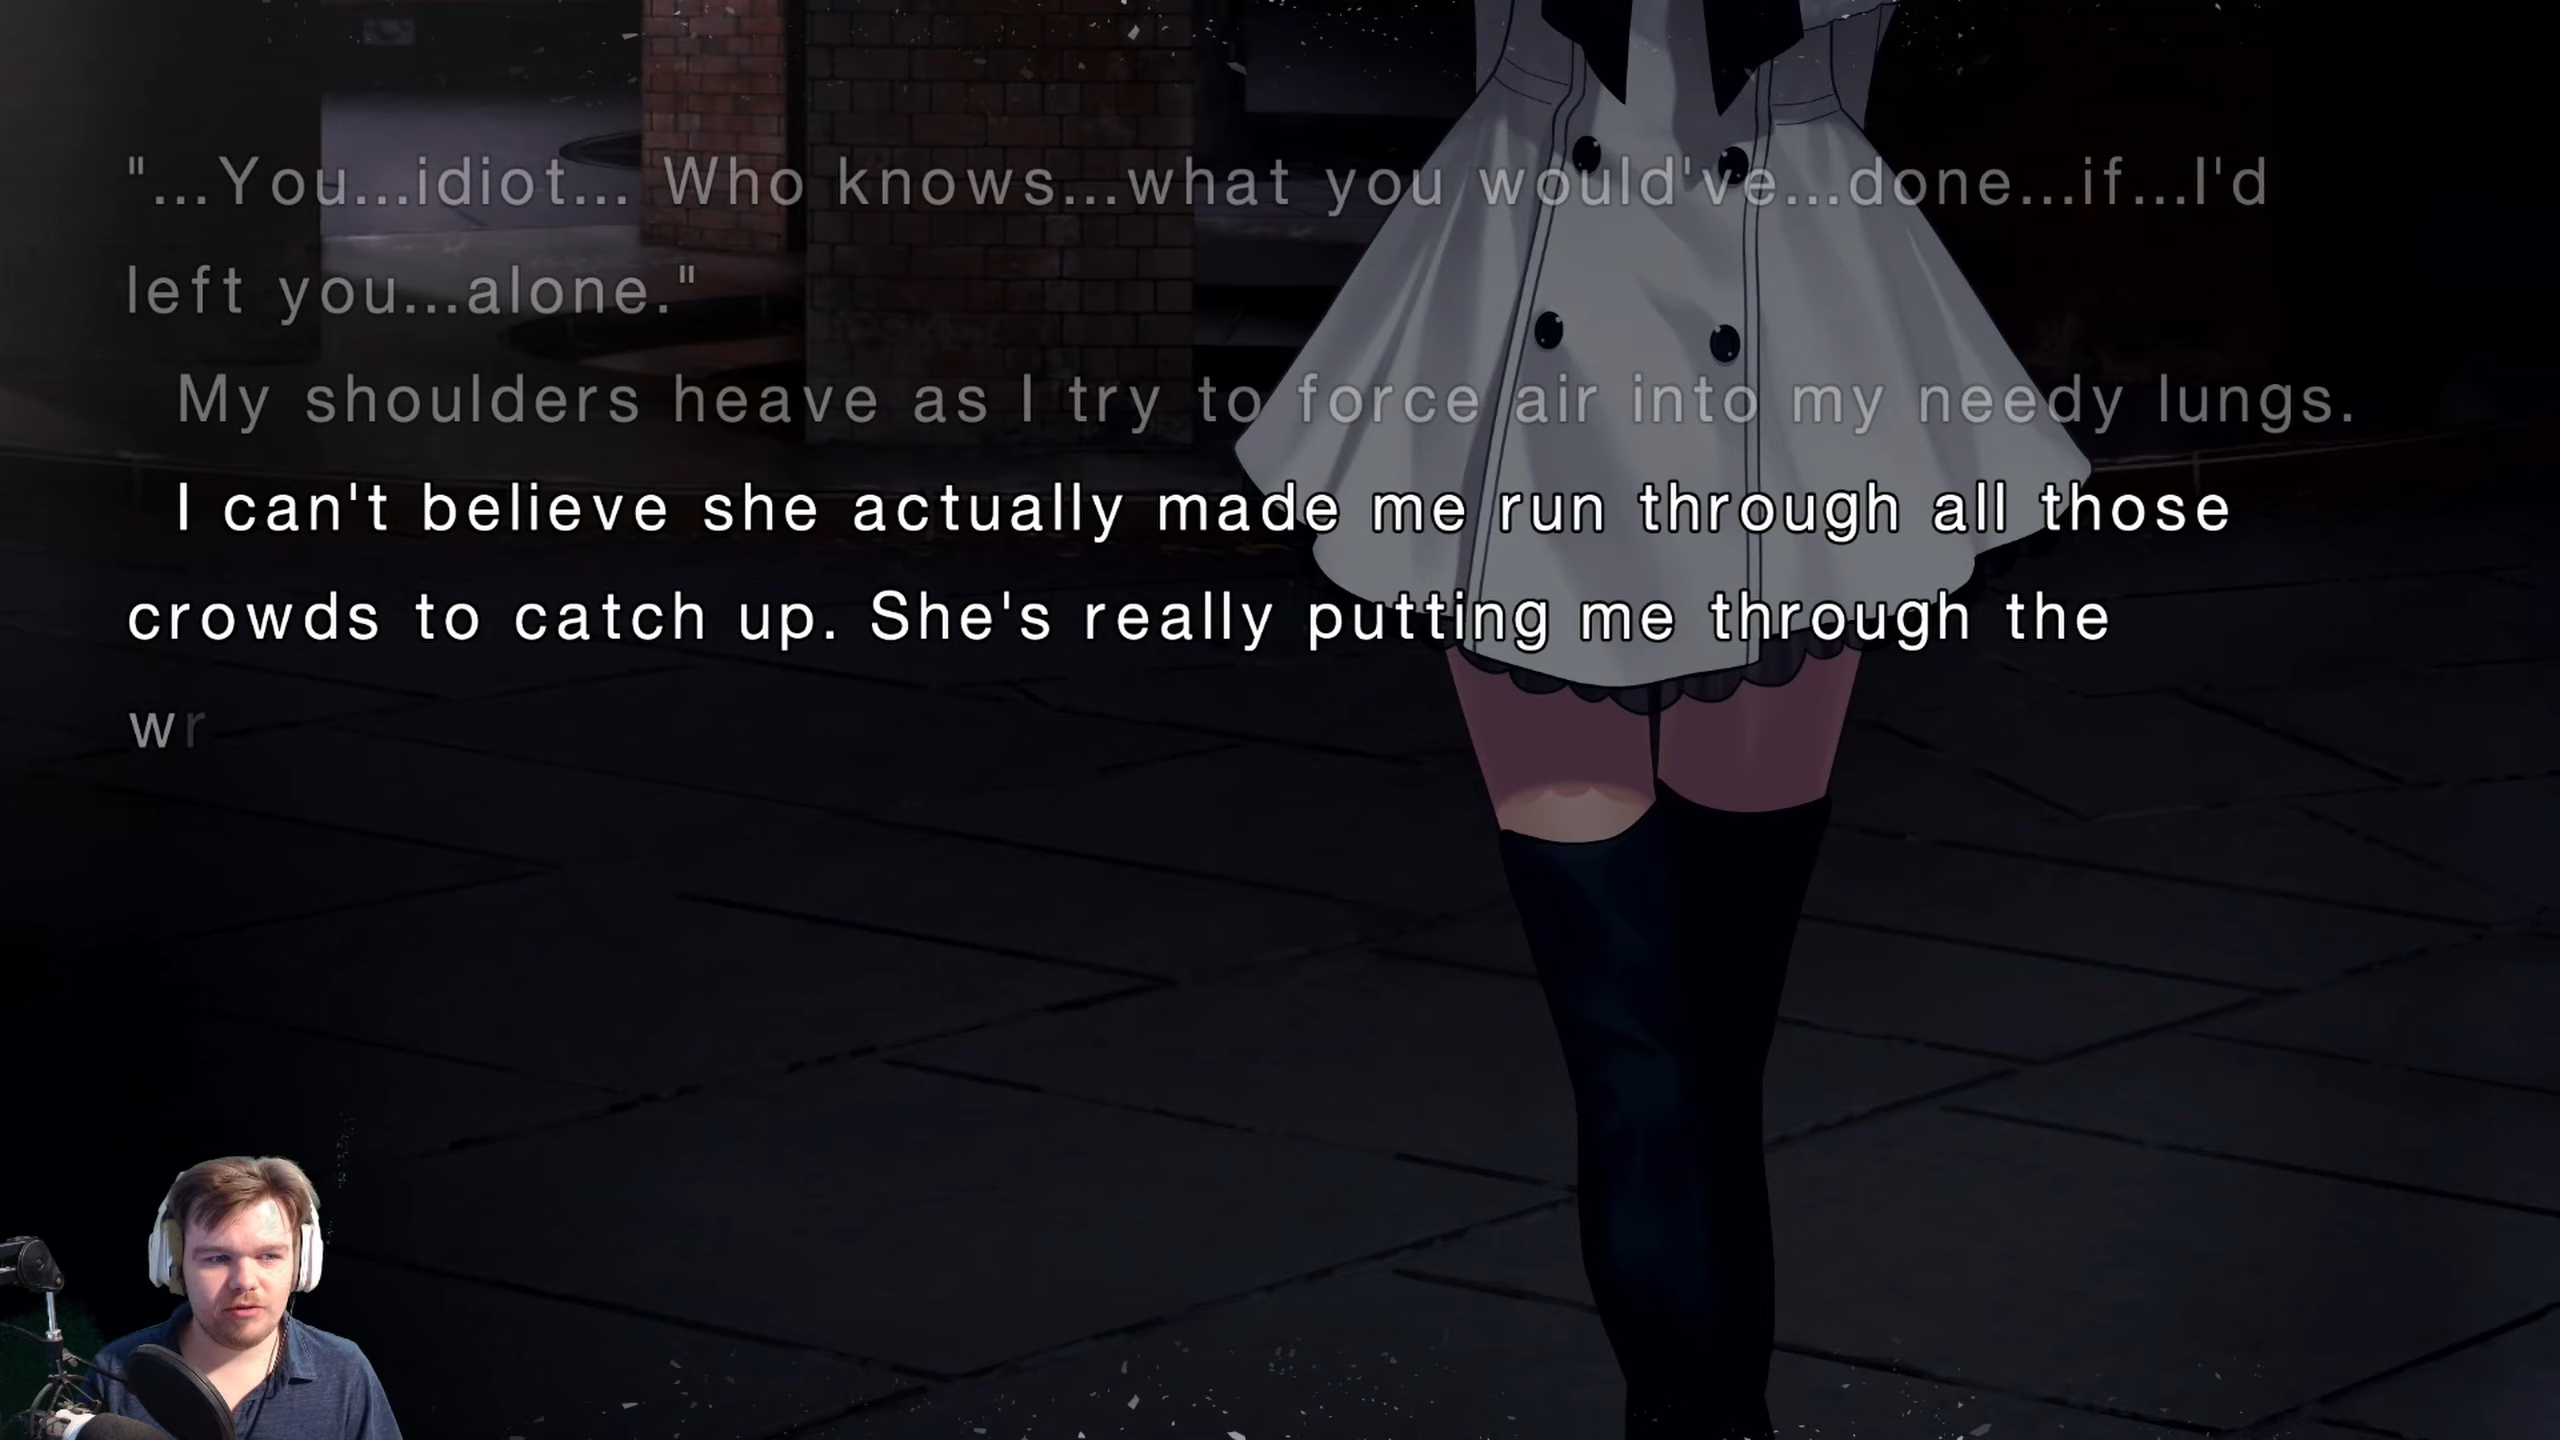 "...You...idiot... Who knows...what you would've...done...if...I'd
left you...alone."
My shoulders heave as I try to force air into my needy lungs.
I can't believe she actually made me run through all those
crowds to catch up. She's really putting me through the
wr